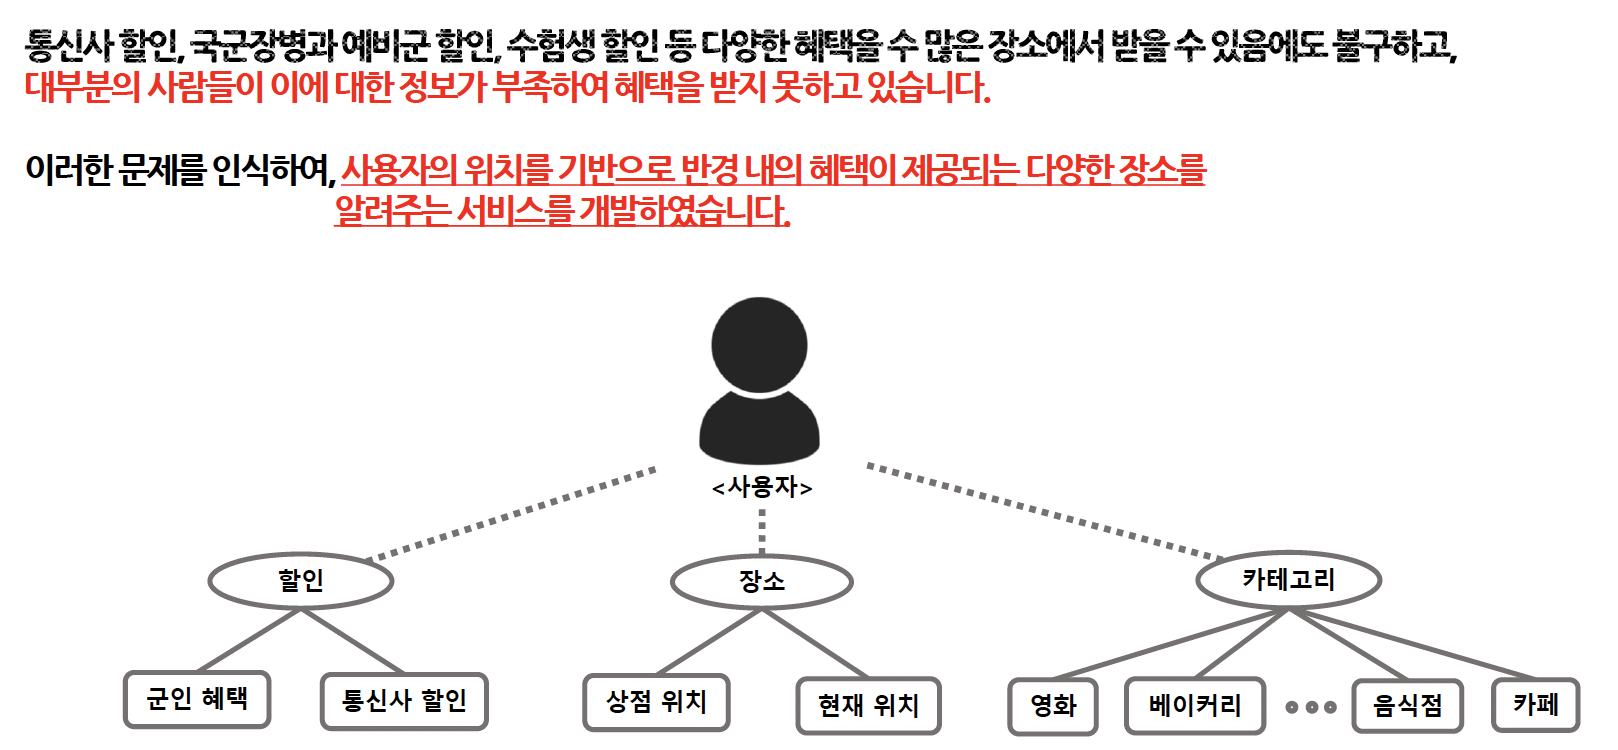 통신사 할인, 국군장병과 예비군 할인, 수험생 할인 등 다양한 혜택을 수 많은 장소에서 받을 수 있음에도 불구하고,
대부분의 사람들이 이에 대한 정보가 부족하여 혜택을 받지 못하고 있습니다.
이러한 문제를 인식하여, 사용자의 위치를 기반으로 반경 내의 혜택이 제공되는 다양한 장소를
알려주는 서비스를 개발하였습니다.
<사용자>
할인
장소
카테고리
군인 혜택
통신사 할인
상점 위치
현재 위치
영화
베이커리
음식점
카페